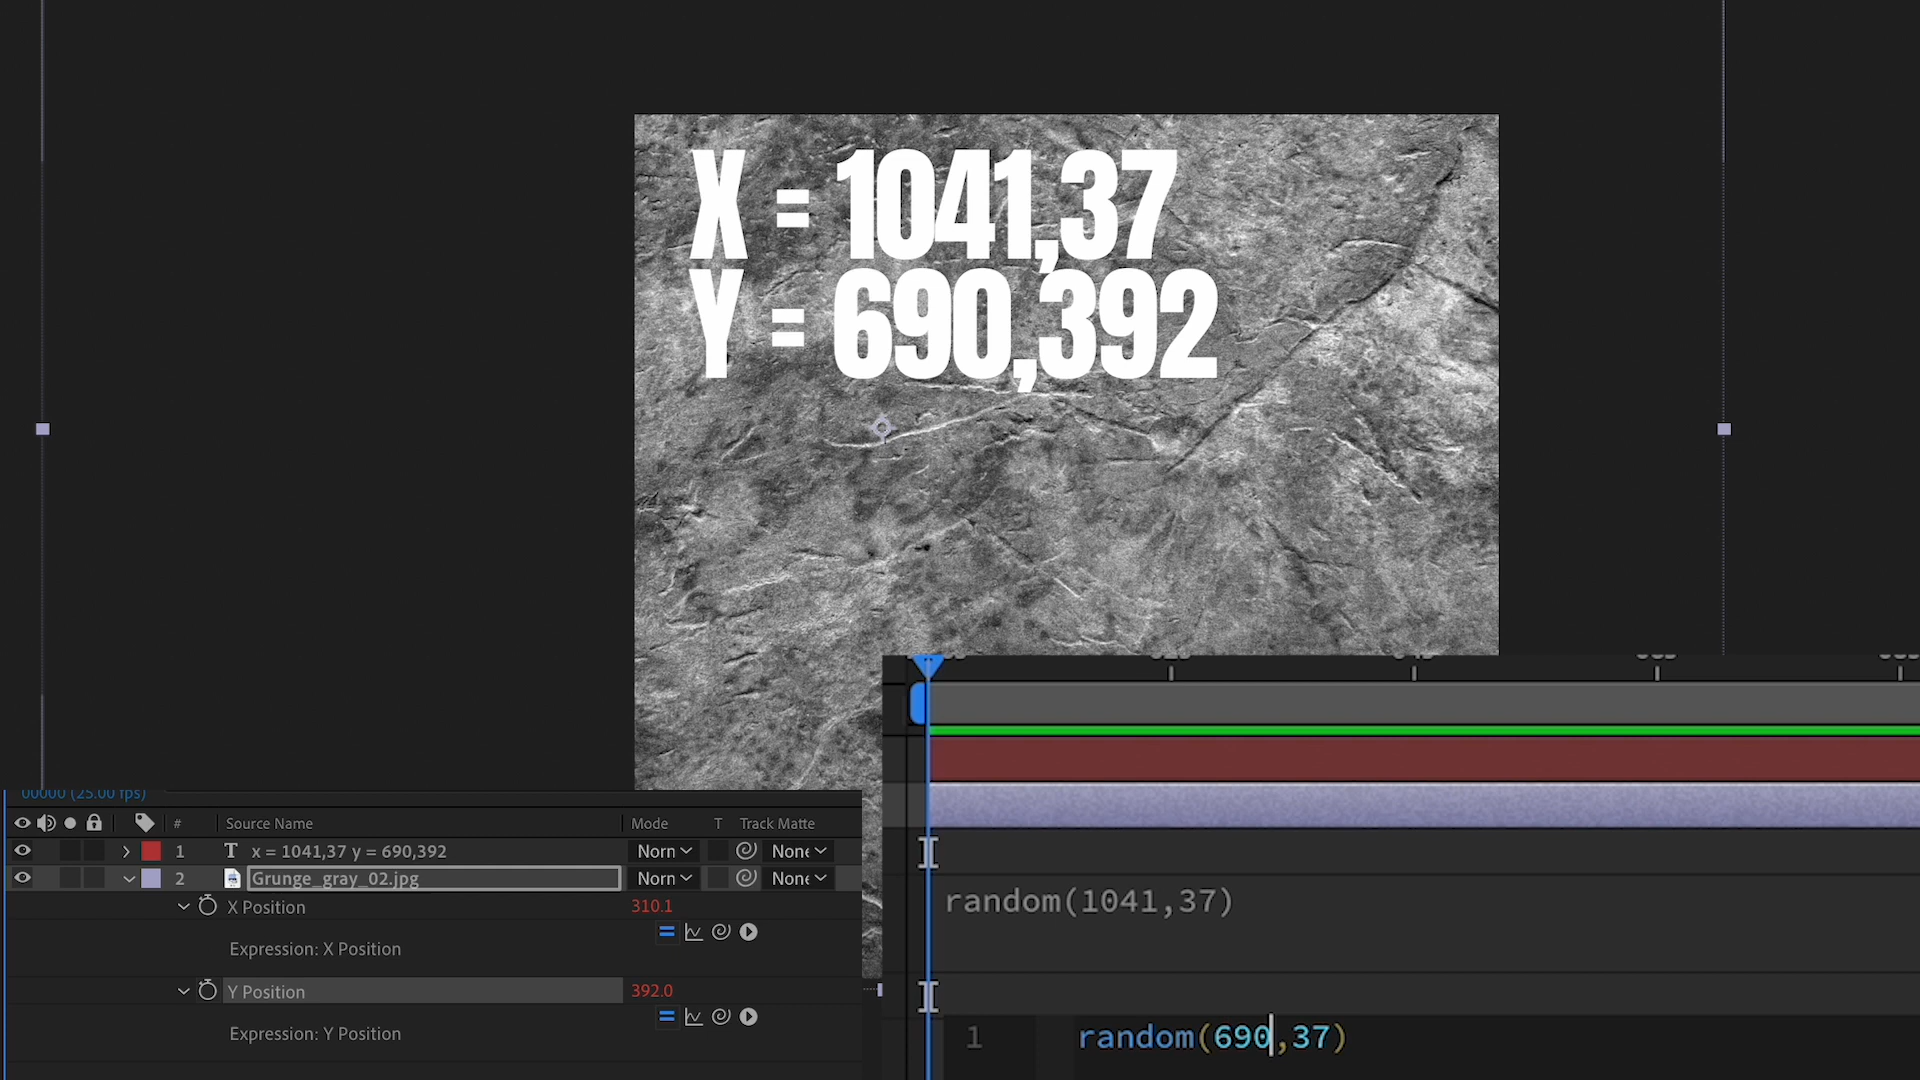 X = 1041,37
Y = 690,392
00000 (25.00 fps)
# Source Name Mode T Track Matte
1 T x = 1041,37 y = 690,392 Norn None
2 Grunge_gray_02.jpg Norn None
X Position 310.1
Expression: X Position
Y Position 392.0
Expression: Y Position
random(1041,37)
1 random(690,37)